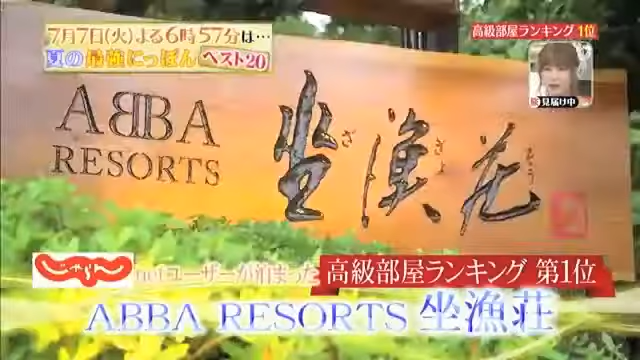 7月7日(火)よる6時57分は…
夏の最強にっぽんベスト20
高級部屋ランキング1位
見届け中
ABBA
RESORTS
坐漁荘
ざぎょそう
じゃらん
netユーザーが泊まった
高級部屋ランキング 第1位
ABBA RESORTS 坐漁荘